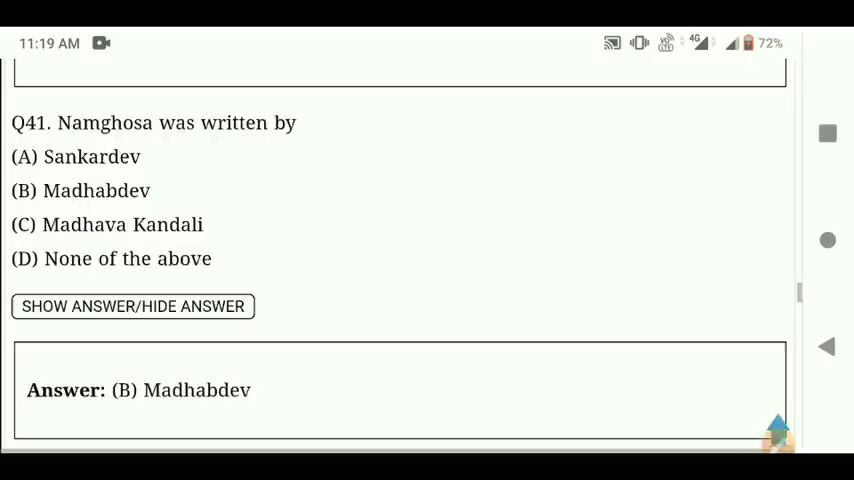 11:19 AM 4G 72%
Q41. Namghosa was written by
(A) Sankardev
(B) Madhabdev
(C) Madhava Kandali
(D) None of the above
SHOW ANSWER/HIDE ANSWER
Answer: (B) Madhabdev